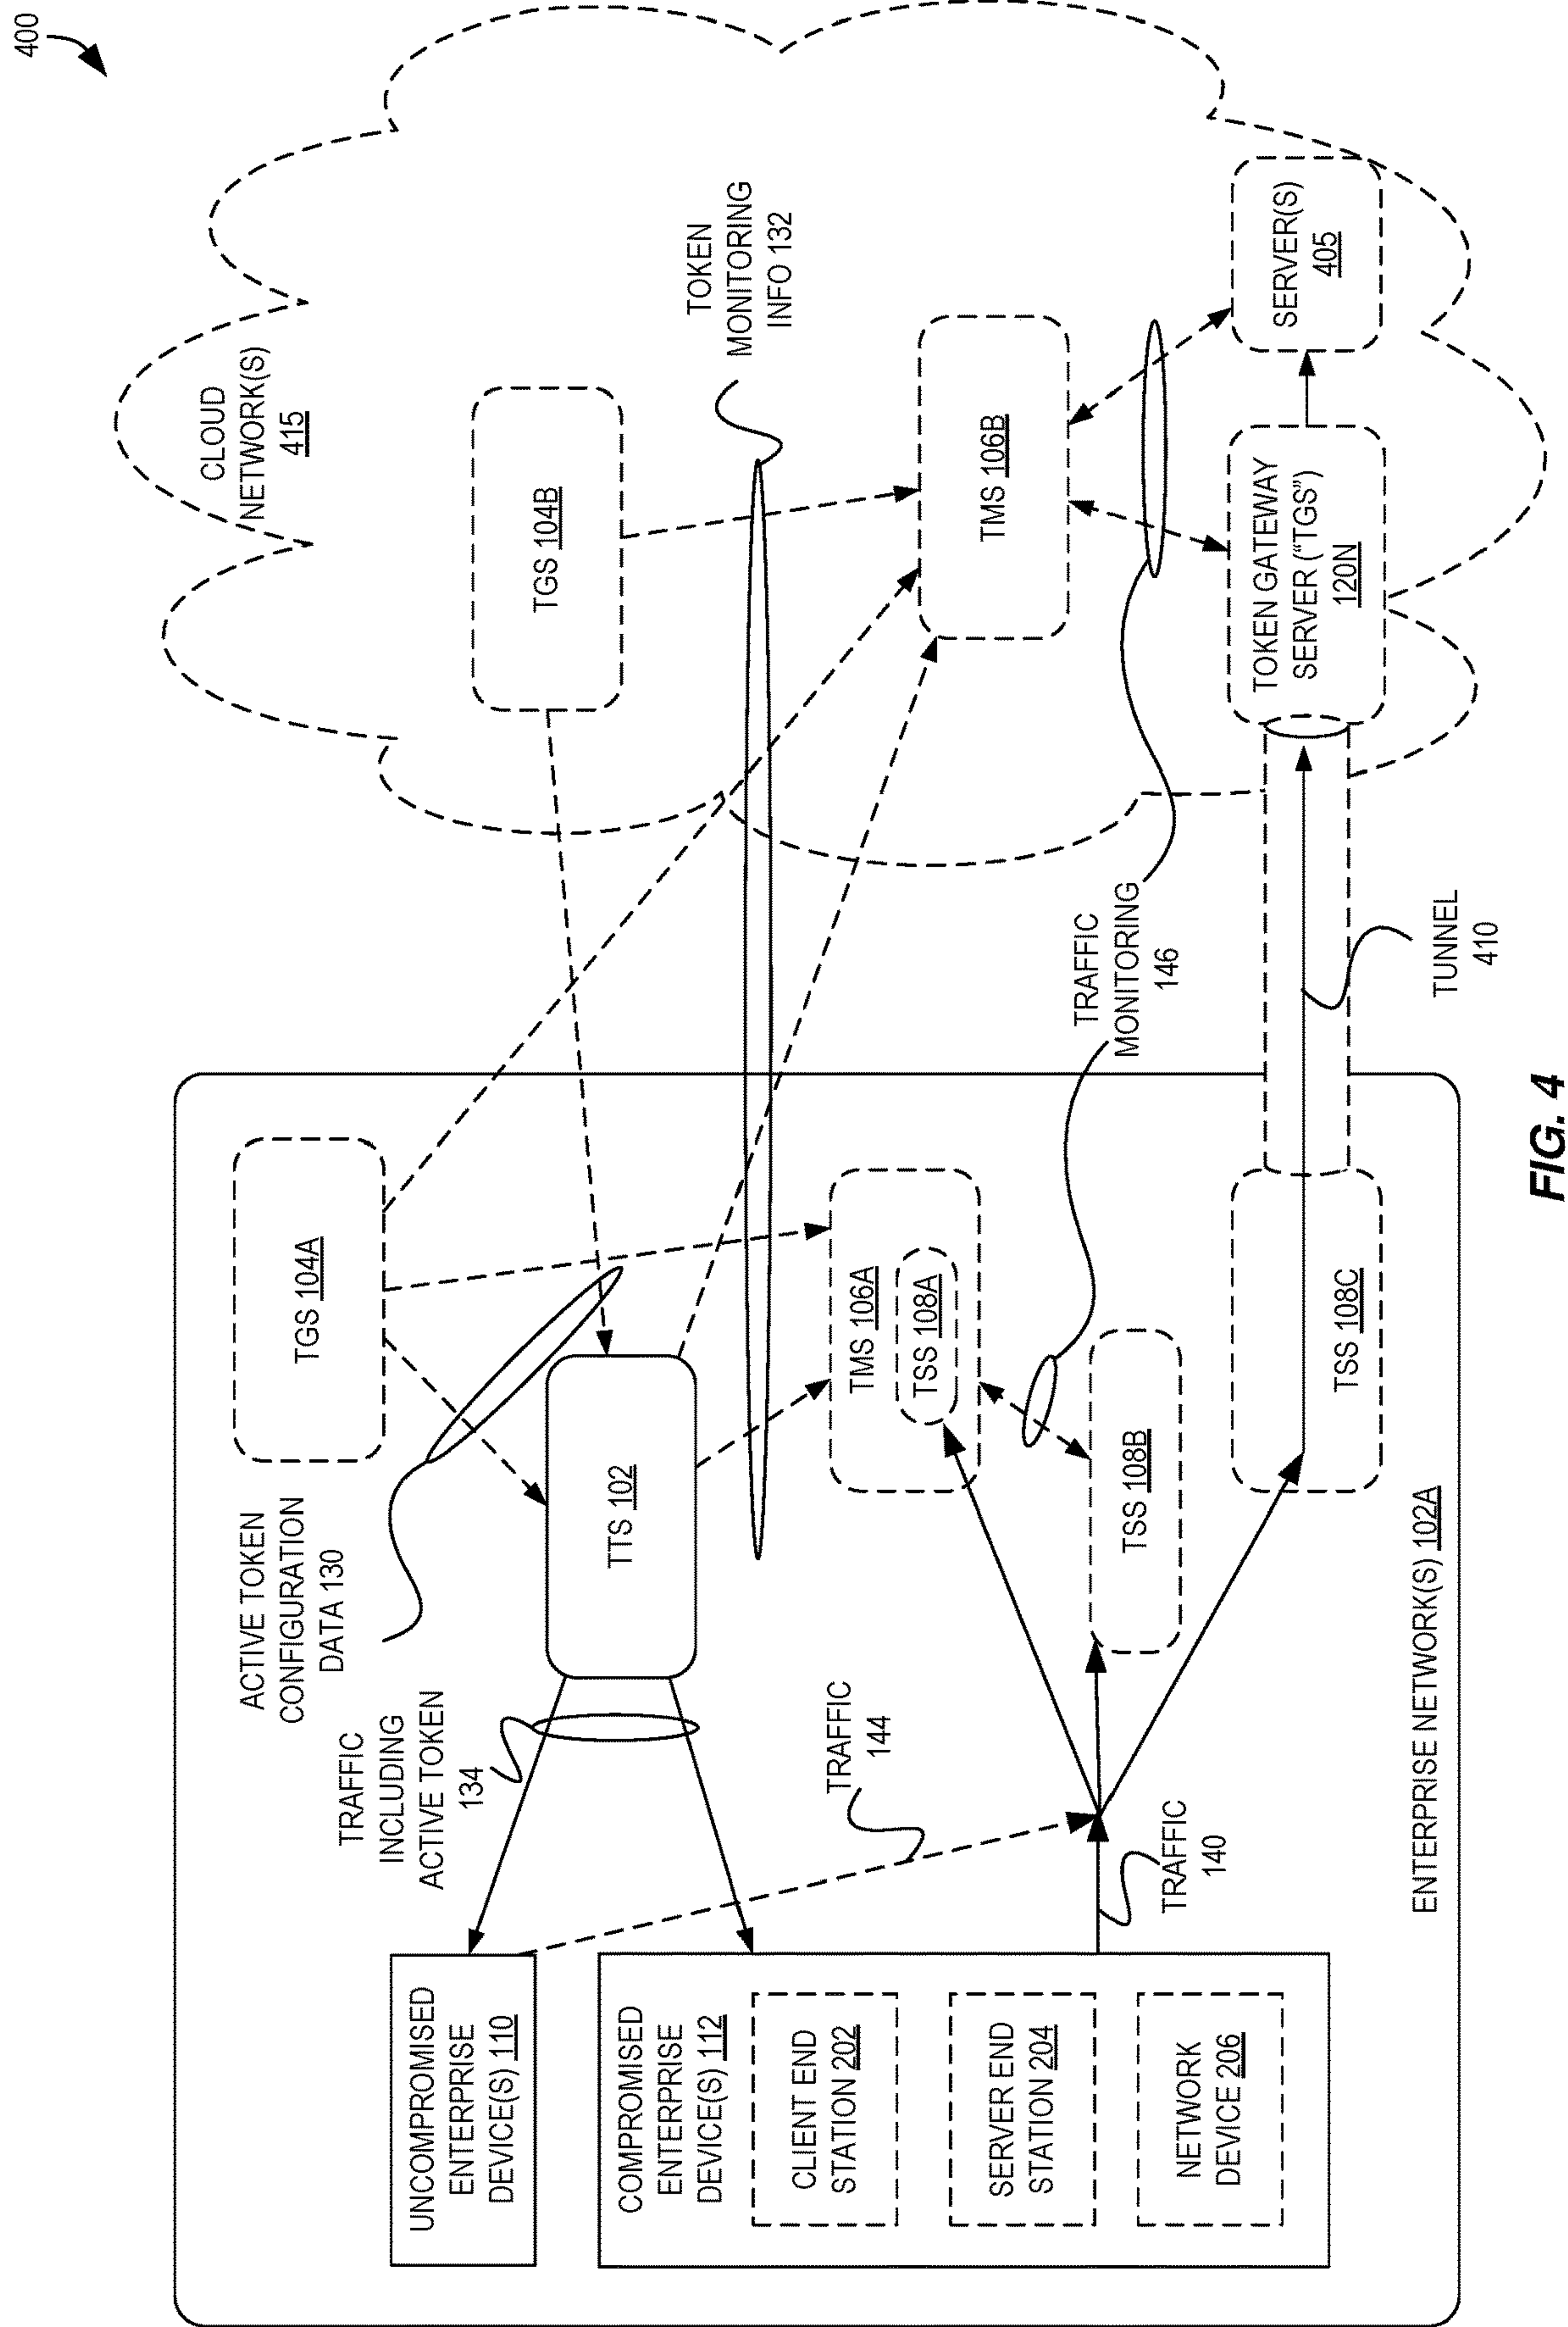 400
CLOUD
NETWORK(S)
415
TGS 104B
TOKEN
MONITORING
INFO 132
TMS 106B
SERVER(S)
405
TOKEN GATEWAY
SERVER (“TGS”)
120N
TRAFFIC
MONITORING
146
TUNNEL
410
TGS 104A
ACTIVE TOKEN
CONFIGURATION
DATA 130
TTS 102
TMS 106A
TSS 108A
TSS 108B
TSS 108C
TRAFFIC
INCLUDING
ACTIVE TOKEN
134
TRAFFIC
144
TRAFFIC
140
UNCOMPROMISED
ENTERPRISE
DEVICE(S) 110
COMPROMISED
ENTERPRISE
DEVICE(S) 112
CLIENT END
STATION 202
SERVER END
STATION 204
NETWORK
DEVICE 206
ENTERPRISE NETWORK(S) 102A
FIG. 4